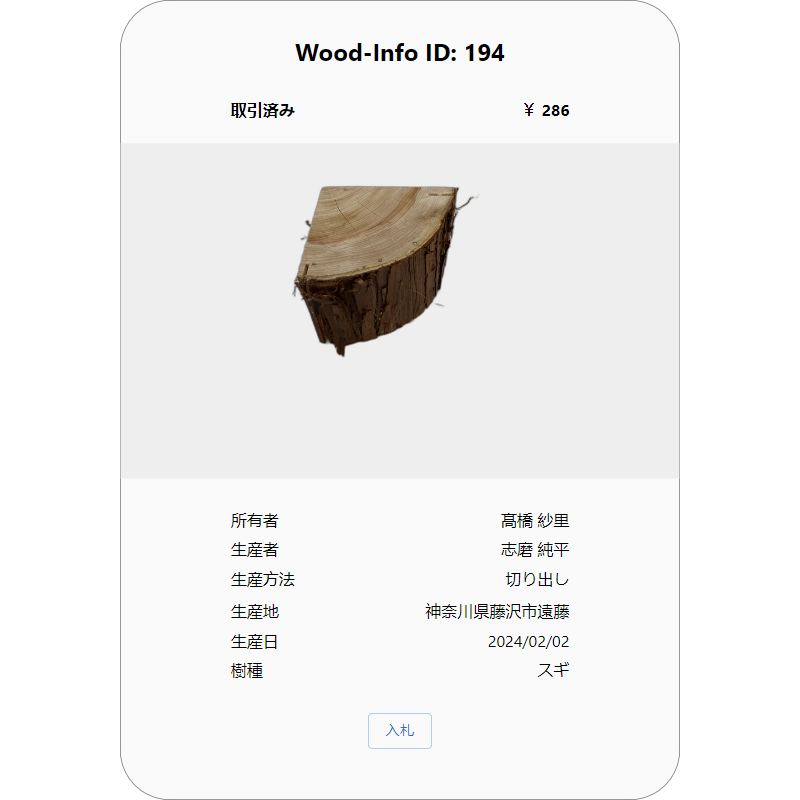 Wood-Info ID: 194
取引済み ￥ 286
所有者 髙橋 紗里
生産者 志磨 純平
生産方法 切り出し
生産地 神奈川県藤沢市遠藤
生産日 2024/02/02
樹種 スギ
入札